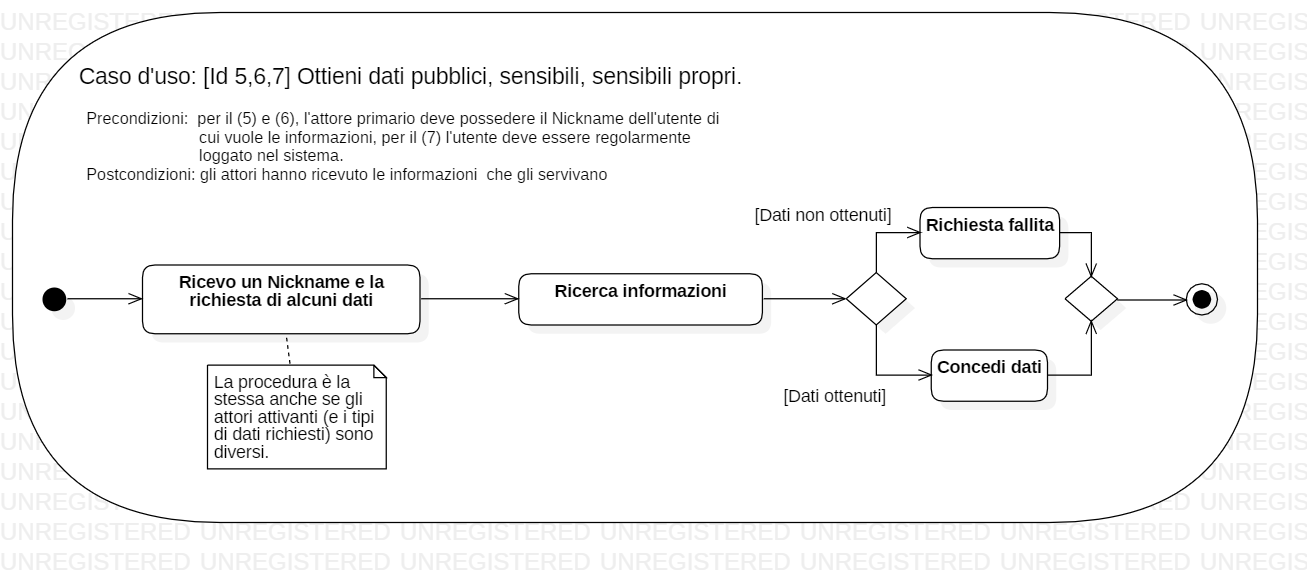 Caso d'uso: [Id 5,6,7] Ottieni dati pubblici, sensibili, sensibili propri.
Precondizioni: per il (5) e (6), l'attore primario deve possedere il Nickname dell'utente di
cui vuole le informazioni, per il (7) l'utente deve essere regolarmente
loggato nel sistema.
Postcondizioni: gli attori hanno ricevuto le informazioni che gli servivano
[Dati non ottenuti]
Richiesta fallita
Ricevo un Nickname e la
richiesta di alcuni dati
Ricerca informazioni
Concedi dati
[Dati ottenuti]
La procedura è la
stessa anche se gli
attori attivanti (e i tipi
di dati richiesti) sono
diversi.
UNREGISTERED UNREGISTERED UNREGISTERED UNREGISTERED UNREGISTERED UNREGISTERED UNREGIS
UNREGISTERED UNREGISTERED UNREGISTERED UNREGISTERED UNREGISTERED UNREGISTERED UNREGIS